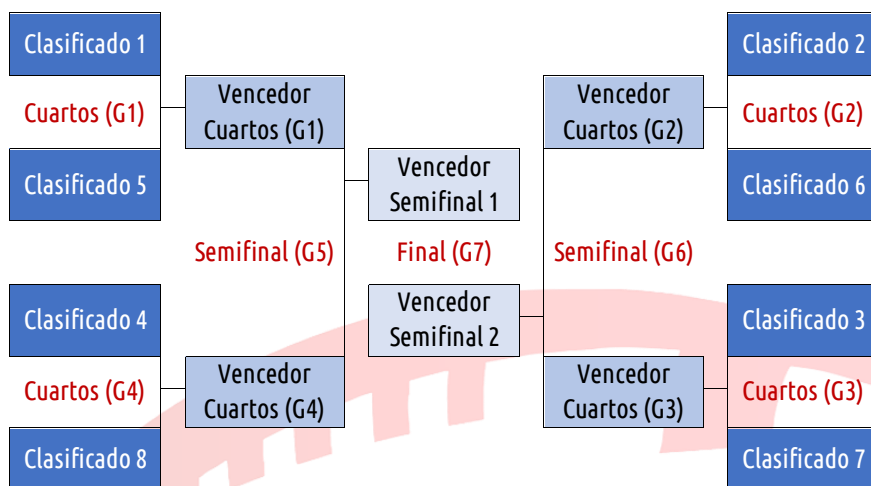 Clasificado 1
Clasificado 2
Vencedor
Cuartos (G1)
Vencedor
Cuartos (G2)
Cuartos (G1)
Cuartos (G2)
Clasificado 5
Vencedor
Semifinal 1
Clasificado 6
Semifinal (G5)
Final (G7)
Semifinal (G6)
Clasificado 4
Vencedor
Semifinal 2
Clasificado 3
Cuartos (G4)
Vencedor
Cuartos (G4)
Vencedor
Cuartos (G3)
Cuartos (G3)
Clasificado 8
Clasificado 7